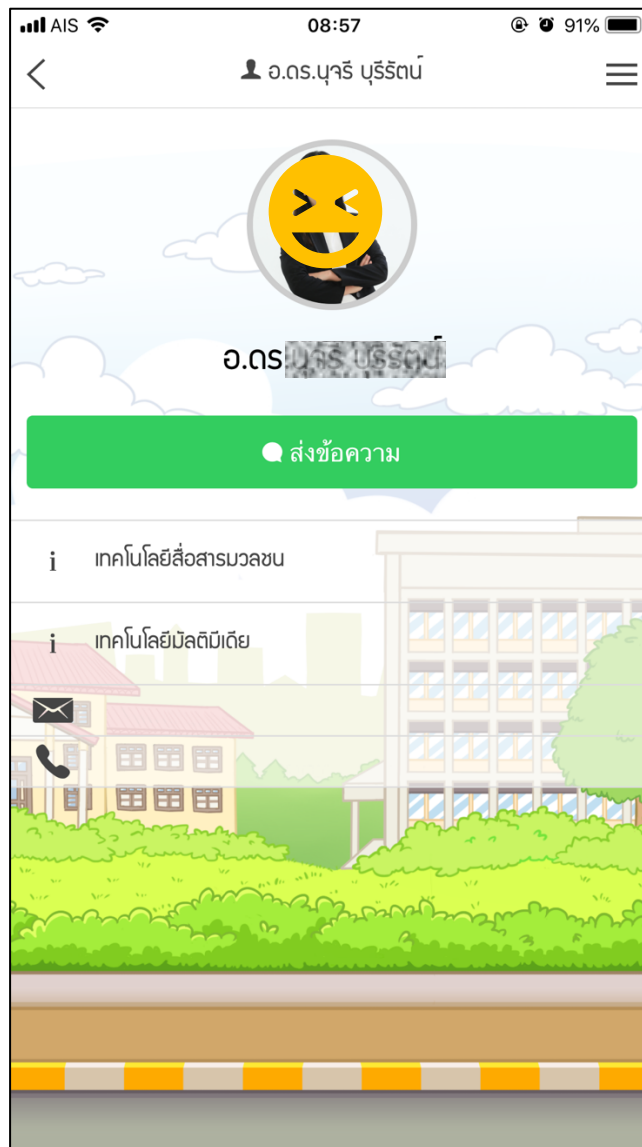 AIS 08:57 91%
อ.ดร.นุจรี บุรีรัตน์
อ.ดร
ส่งข้อความ
i เทคโนโลยีสื่อสารมวลชน
i เทคโนโลยีมัลติมีเดีย